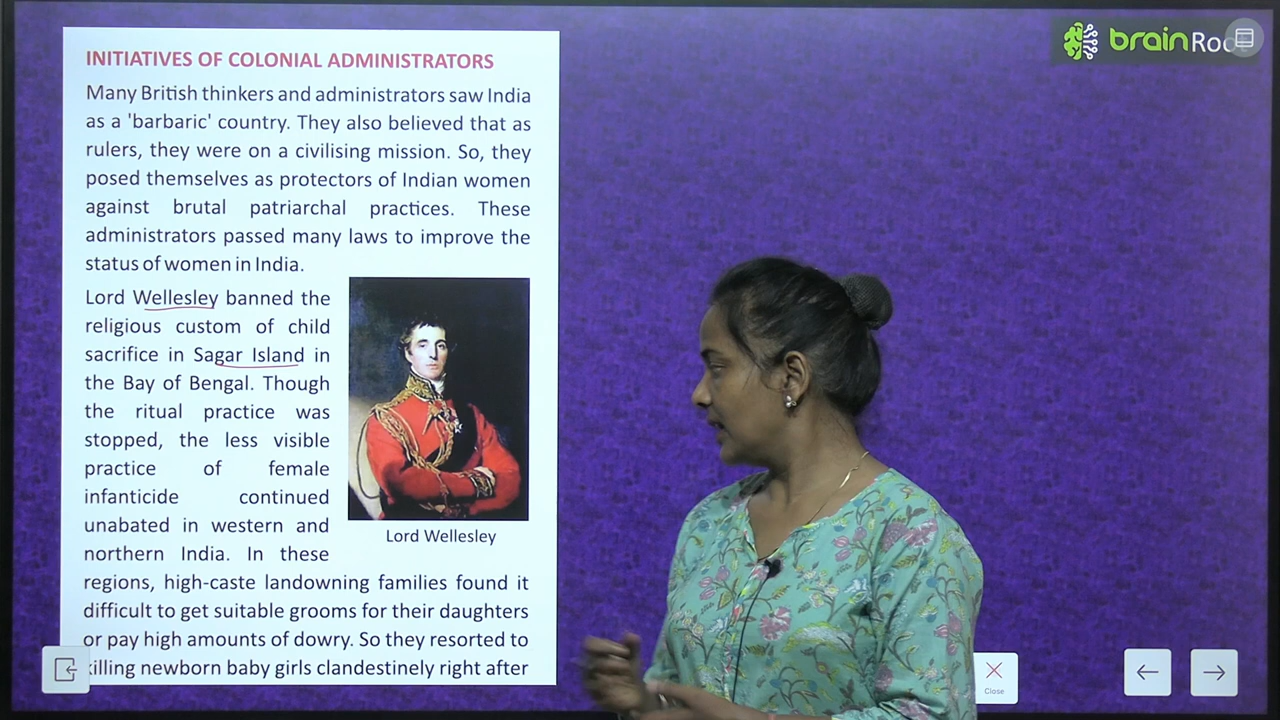 INITIATIVES OF COLONIAL ADMINISTRATORS
Many British thinkers and administrators saw India
as a 'barbaric' country. They also believed that as
rulers, they were on a civilising mission. So, they
posed themselves as protectors of Indian women
against brutal patriarchal practices. These
administrators passed many laws to improve the
status of women in India.
Lord Wellesley banned the
religious custom of child
sacrifice in Sagar Island in
the Bay of Bengal. Though
the ritual practice was
stopped, the less visible
practice of female
infanticide continued
unabated in western and
northern India. In these
regions, high-caste landowning families found it
difficult to get suitable grooms for their daughters
or pay high amounts of dowry. So they resorted to
killing newborn baby girls clandestinely right after
Lord Wellesley
brainRoot
Close